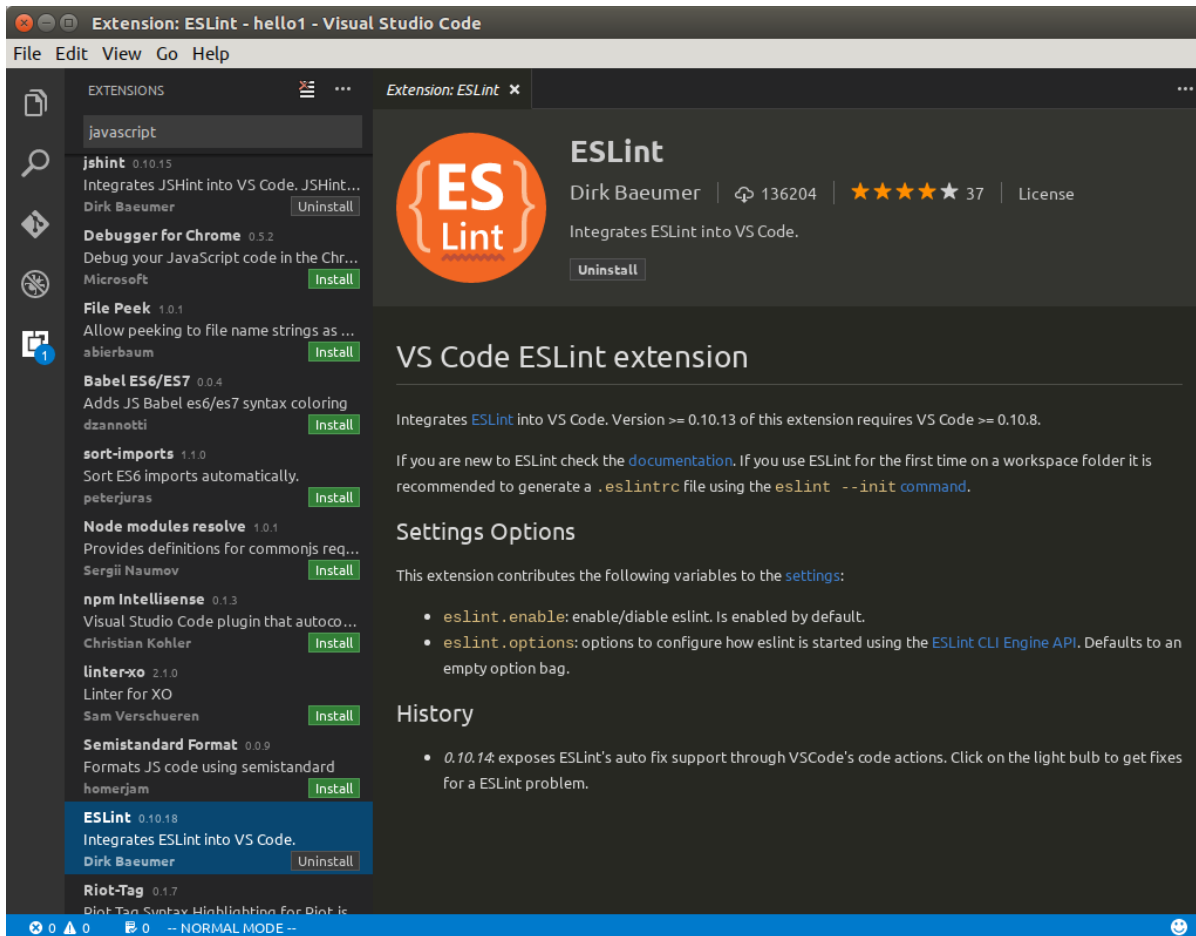 Extension: ESLint - hello1 - Visual Studio Code
File Edit View Go Help
EXTENSIONS
javascript
jshint 0.10.15
Integrates JSHint into VS Code. JSHint...
Dirk Baeumer Uninstall
Debugger for Chrome 0.5.2
Debug your JavaScript code in the Chr...
Microsoft Install
File Peek 1.0.1
Allow peeking to file name strings as ...
abierbaum Install
Babel ES6/ES7 0.0.4
Adds JS Babel es6/es7 syntax coloring
dzannotti Install
sort-imports 1.1.0
Sort ES6 imports automatically.
peterjuras Install
Node modules resolve 1.0.1
Provides definitions for commonjs req...
Sergii Naumov Install
npm Intellisense 0.1.3
Visual Studio Code plugin that autoco...
Christian Kohler Install
linter-xo 2.1.0
Linter for XO
Sam Verschueren Install
Semistandard Format 0.0.9
Formats JS code using semistandard
homerjam Install
ESLint 0.10.18
Integrates ESLint into VS Code.
Dirk Baeumer Uninstall
Riot-Tag 0.1.7
Riot Tag Syntax Highlighting for Riot is
1
Extension: ESLint ×
{ES
Lint}
ESLint
Dirk Baeumer | 136204 | 37 | License
Integrates ESLint into VS Code.
Uninstall
VS Code ESLint extension
Integrates ESLint into VS Code. Version >= 0.10.13 of this extension requires VS Code >= 0.10.8.
If you are new to ESLint check the documentation. If you use ESLint for the first time on a workspace folder it is
recommended to generate a .eslintrc file using the eslint --init command.
Settings Options
This extension contributes the following variables to the settings:
• eslint.enable: enable/diable eslint. Is enabled by default.
• eslint.options: options to configure how eslint is started using the ESLint CLI Engine API. Defaults to an
empty option bag.
History
• 0.10.14: exposes ESLint's auto fix support through VSCode's code actions. Click on the light bulb to get fixes
for a ESLint problem.
0 0 0 -- NORMAL MODE --